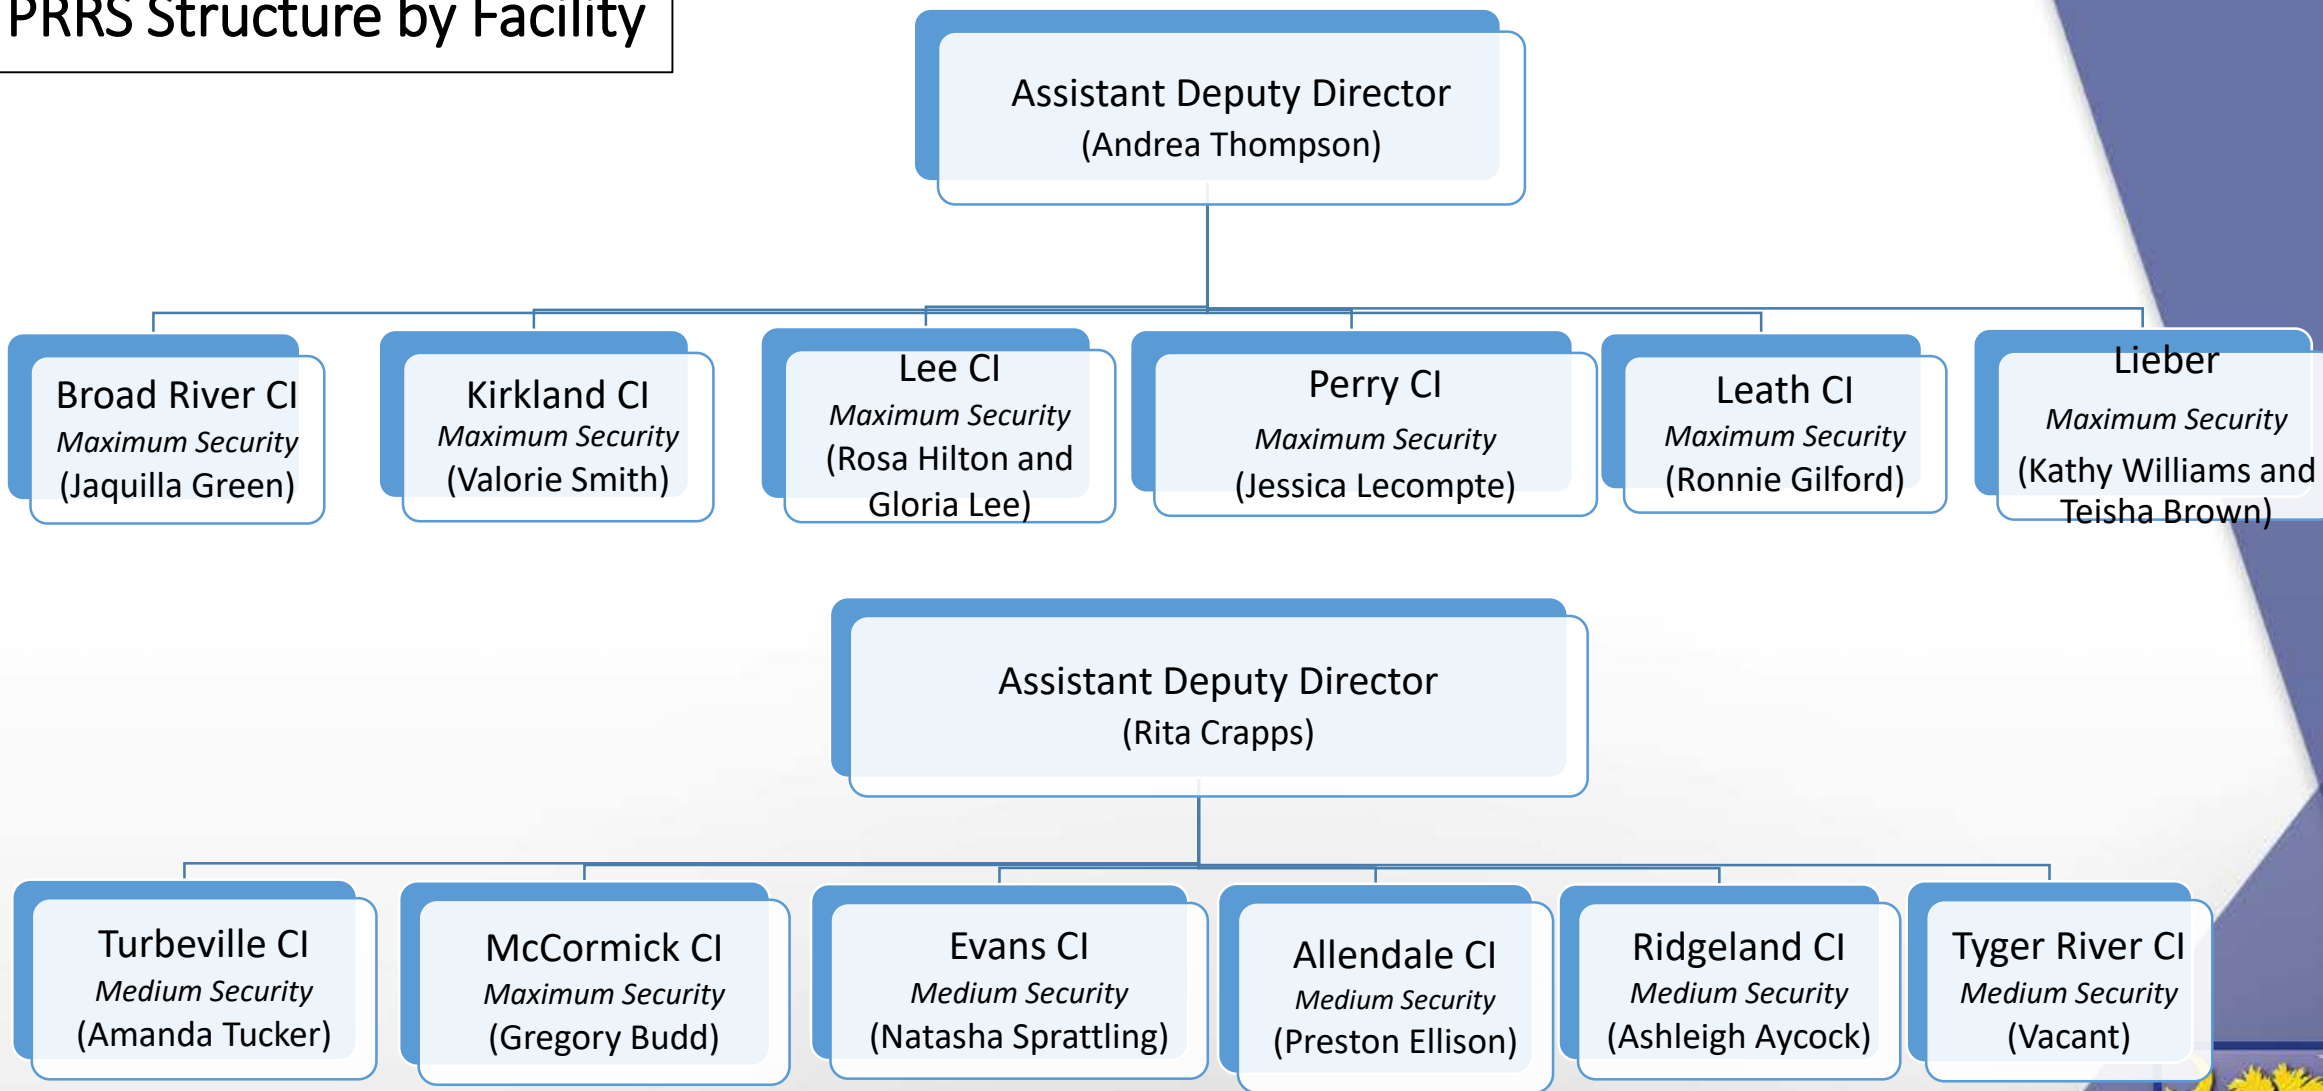 PRRS Structure by Facility
Assistant Deputy Director
(Andrea Thompson)
Broad River CI
Maximum Security
(Jaquilla Green)
Kirkland CI
Maximum Security
(Valorie Smith)
Lee CI
Maximum Security
(Rosa Hilton and
Gloria Lee)
Perry CI
Maximum Security
(Jessica Lecompte)
Leath CI
Maximum Security
(Ronnie Gilford)
Lieber
Maximum Security
(Kathy Williams and
Teisha Brown)
Assistant Deputy Director
(Rita Crapps)
Turbeville CI
Medium Security
(Amanda Tucker)
McCormick CI
Maximum Security
(Gregory Budd)
Evans CI
Medium Security
(Natasha Sprattling)
Allendale CI
Medium Security
(Preston Ellison)
Ridgeland CI
Medium Security
(Ashleigh Aycock)
Tyger River CI
Medium Security
(Vacant)